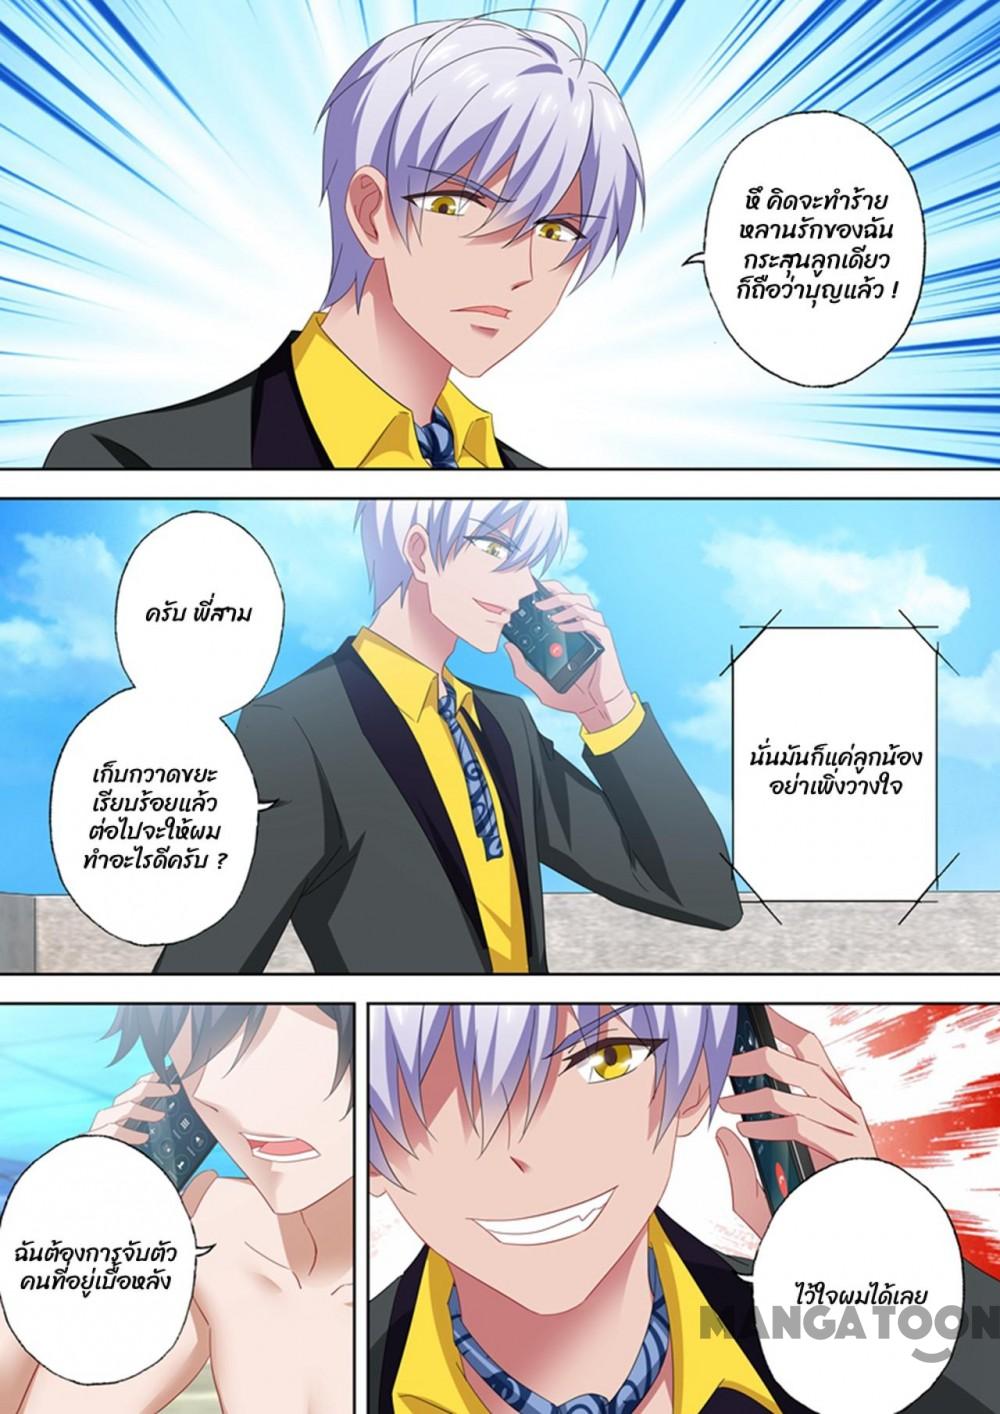 หึ คิดจะทำร้าย
หลานรักของฉัน
กระสุนลูกเดียว
ก็ถือว่าบุญแล้ว !
ครับ พี่สาม
เก็บกวาดขยะ
เรียบร้อยแล้ว
ต่อไปจะให้ผม
ทำอะไรดีครับ ?
นั่นมันก็แค่ลูกน้อง
อย่าเพิ่งวางใจ
ฉันต้องการจับตัว
คนที่อยู่เบื้อหลัง
ไว้ใจผมได้เลย
MANGATOON